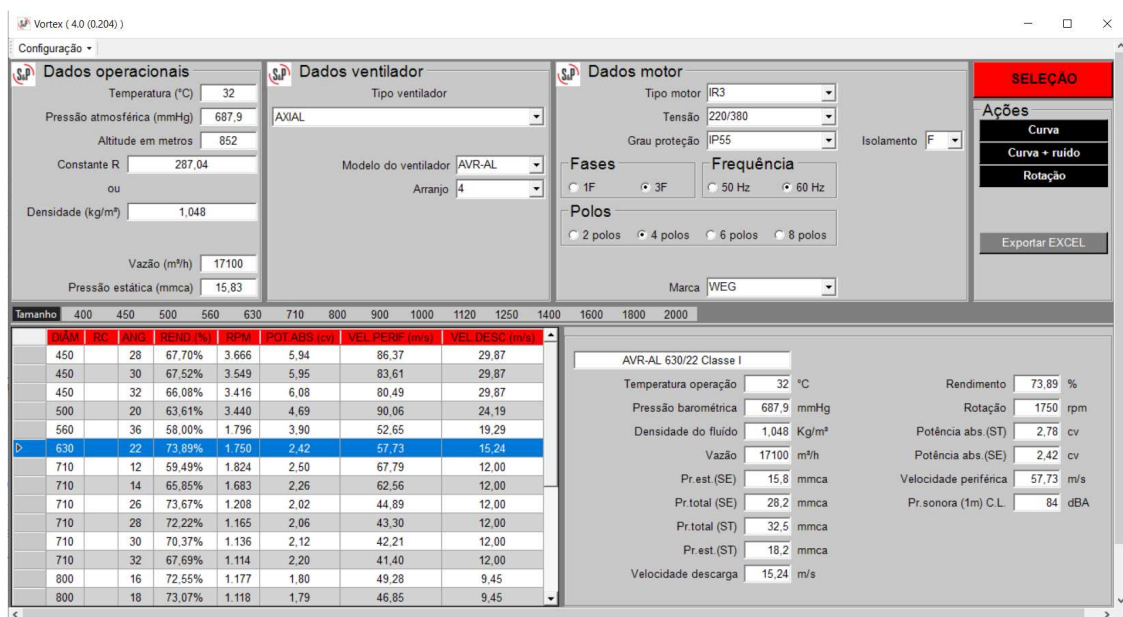 Vortex ( 4.0 (0.204) )
Configuração
S&P Dados operacionais
Temperatura (°C) 32
Pressão atmosférica (mmHg) 687,9
Altitude em metros 852
Constante R 287,04
ou
Densidade (kg/m³) 1,048
Vazão (m³/h) 17100
Pressão estática (mmca) 15,83
S&P Dados ventilador
Tipo ventilador
AXIAL
Modelo do ventilador AVR-AL
Arranjo 4
S&P Dados motor
Tipo motor IR3
Tensão 220/380
Grau proteção IP55 Isolamento F
Fases
1F 3F
Frequência
50 Hz 60 Hz
Polos
2 polos 4 polos 6 polos 8 polos
Marca WEG
SELEÇÃO
Ações
Curva
Curva + ruido
Rotação
Exportar EXCEL
Tamanho 400 450 500 560 630 710 800 900 1000 1120 1250 1400 1600 1800 2000
DIÂM RC ANG REND.(%) RPM POT.ABS.(cv) VEL.PERIF (m/s) VEL.DESC (m/s)
450 28 67,70% 3.666 5,94 86,37 29,87
450 30 67,52% 3.549 5,95 83,61 29,87
450 32 66,08% 3.416 6,08 80,49 29,87
500 20 63,61% 3.440 4,69 90,06 24,19
560 36 58,00% 1.796 3,90 52,65 19,29
630 22 73,89% 1.750 2,42 57,73 15,24
710 12 59,49% 1.824 2,50 67,79 12,00
710 14 65,85% 1.683 2,26 62,56 12,00
710 26 73,67% 1.208 2,02 44,89 12,00
710 28 72,22% 1.165 2,06 43,30 12,00
710 30 70,37% 1.136 2,12 42,21 12,00
710 32 67,69% 1.114 2,20 41,40 12,00
800 16 72,55% 1.177 1,80 49,28 9,45
800 18 73,07% 1.118 1,79 46,85 9,45
AVR-AL 630/22 Classe I
Temperatura operação 32 °C
Pressão barométrica 687,9 mmHg
Densidade do fluído 1,048 Kg/m³
Vazão 17100 m³/h
Pr.est.(SE) 15,8 mmca
Pr.total (SE) 28,2 mmca
Pr.total (ST) 32,5 mmca
Pr.est.(ST) 18,2 mmca
Velocidade descarga 15,24 m/s
Rendimento 73,89 %
Rotação 1750 rpm
Potência abs.(ST) 2,78 cv
Potência abs.(SE) 2,42 cv
Velocidade periférica 57,73 m/s
Pr.sonora (1m) C.L. 84 dBA